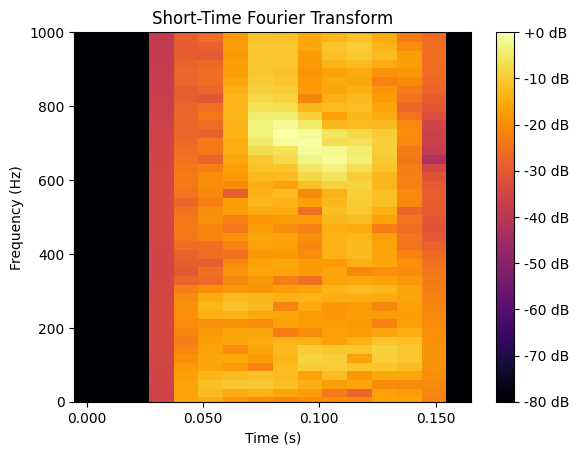 Short-Time Fourier Transform
1000
800
600
400
200
0
Frequency (Hz)
0.000
0.050
0.100
0.150
Time (s)
+0 dB
-10 dB
-20 dB
-30 dB
-40 dB
-50 dB
-60 dB
-70 dB
-80 dB